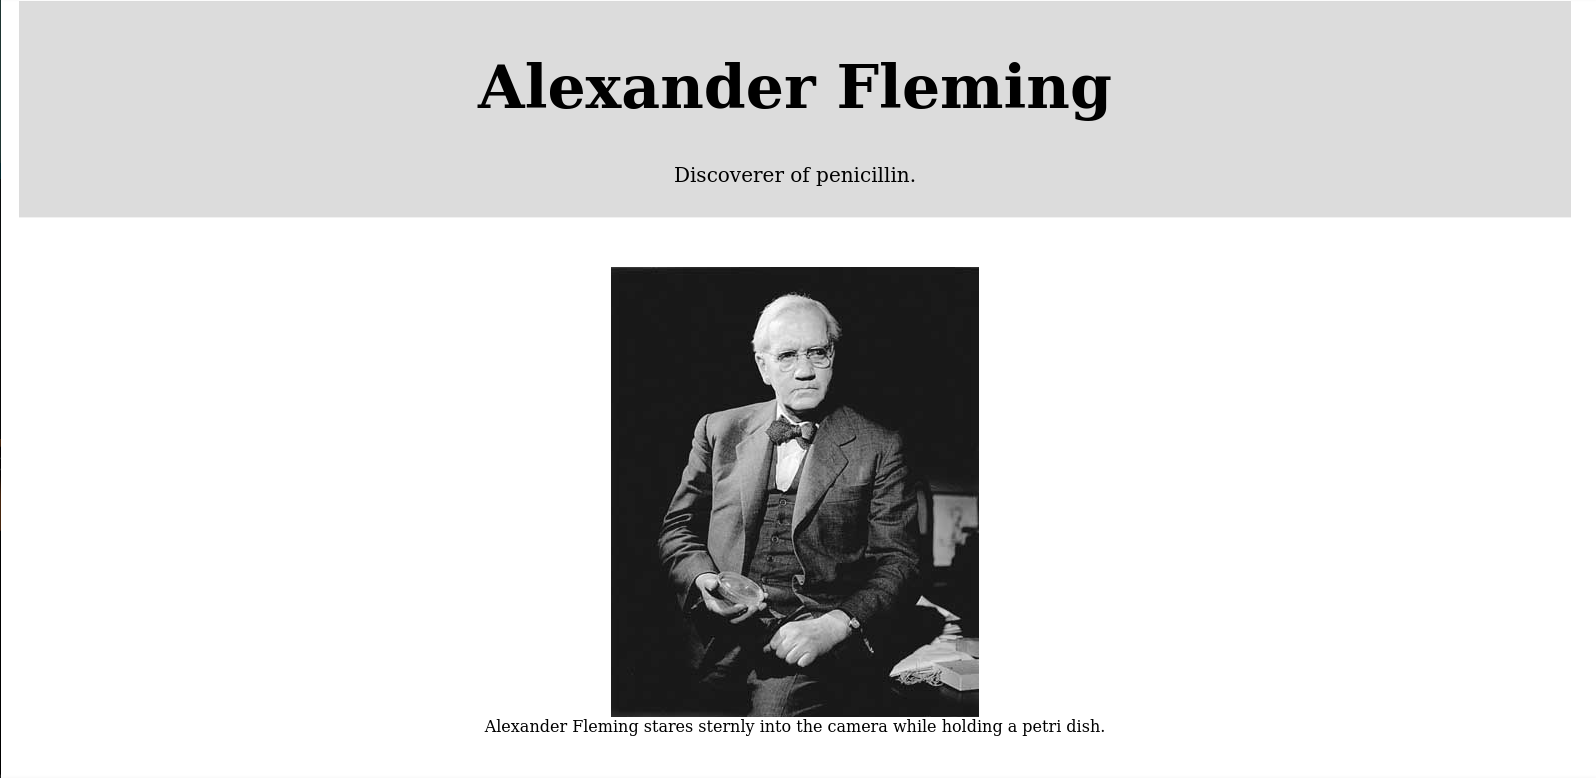 Alexander Fleming
Discoverer of penicillin.
Alexander Fleming stares sternly into the camera while holding a petri dish.